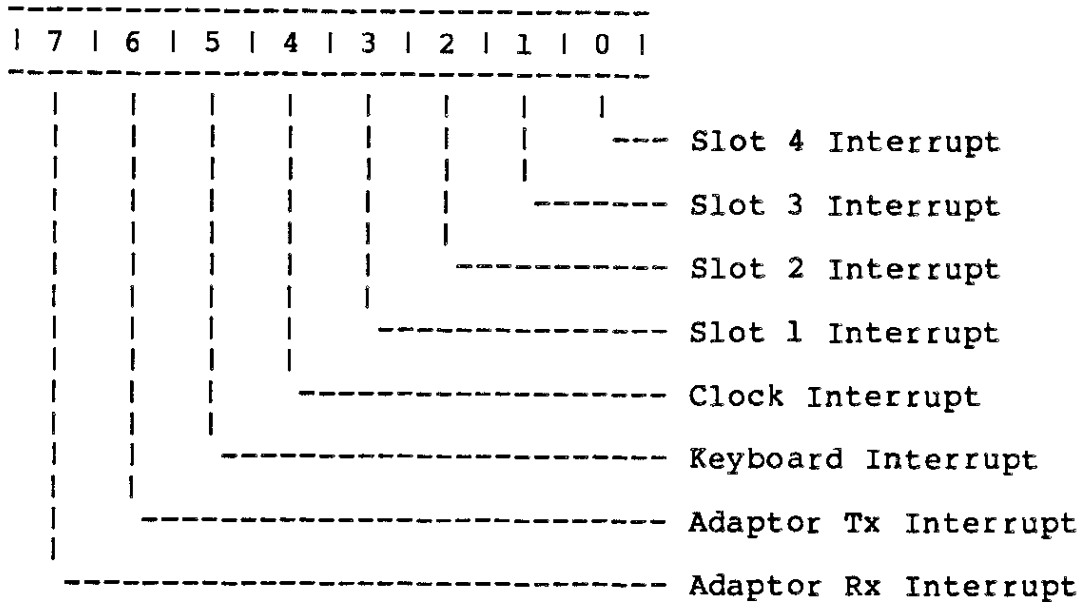 | 7 | 6 | 5 | 4 | 3 | 2 | 1 | 0 |
Slot 4 Interrupt
Slot 3 Interrupt
Slot 2 Interrupt
Slot 1 Interrupt
Clock Interrupt
Keyboard Interrupt
Adaptor Tx Interrupt
Adaptor Rx Interrupt